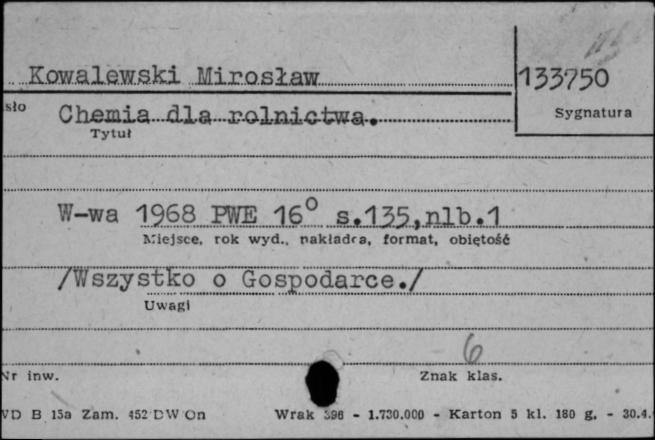 Kowalewski Mirosław
133750
sło Chemia dla rolnictwa.
Sygnatura
Tytuł
W-wa 1968 PWE 16° s.135,nlb.1
Miejsce, rok wyd., nakładca, format, objętość
/Wszystko o Gospodarce./
Uwagi
6
Nr inw.
Znak klas.
VD B 15a Zam. 452 DW On Wrak 396 - 1.730.000 - Karton 5 kl. 180 g. - 30.4.